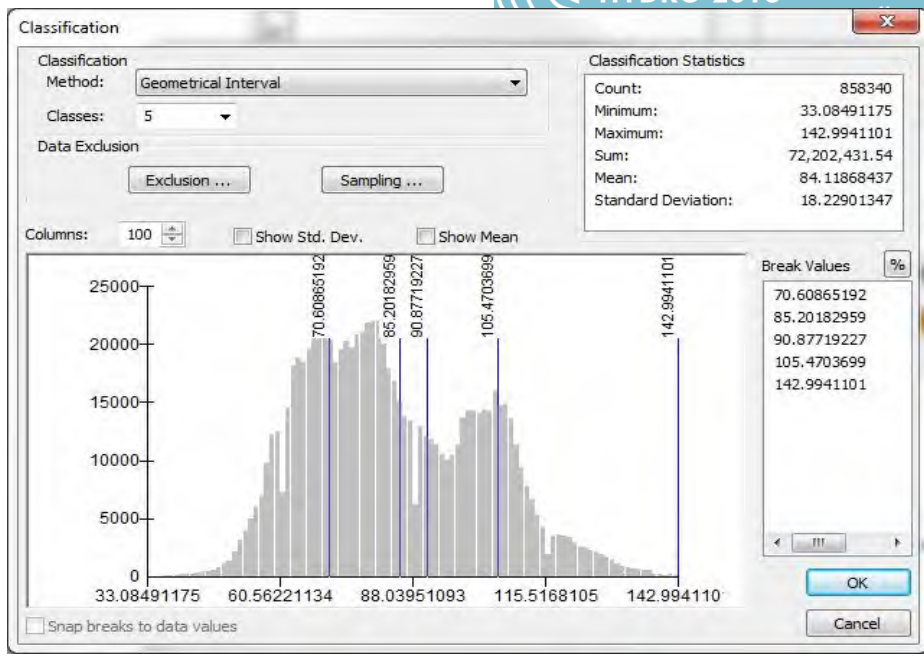 HYDRO 2016
Classification
Classification
Method: Geometrical Interval
Classes: 5
Data Exclusion
Exclusion ...
Sampling ...
Classification Statistics
Count: 858340
Minimum: 33.08491175
Maximum: 142.9941101
Sum: 72,202,431.54
Mean: 84.11868437
Standard Deviation: 18.22901347
Columns: 100
Show Std. Dev.
Show Mean
Break Values
%
70.60865192
85.20182959
90.87719227
105.4703699
142.9941101
25000
20000
15000
10000
5000
0
70.60865192
85.20182959
90.87719227
105.4703699
142.9941101
33.08491175 60.56221134 88.03951093 115.5168105 142.994110
Snap breaks to data values
OK
Cancel